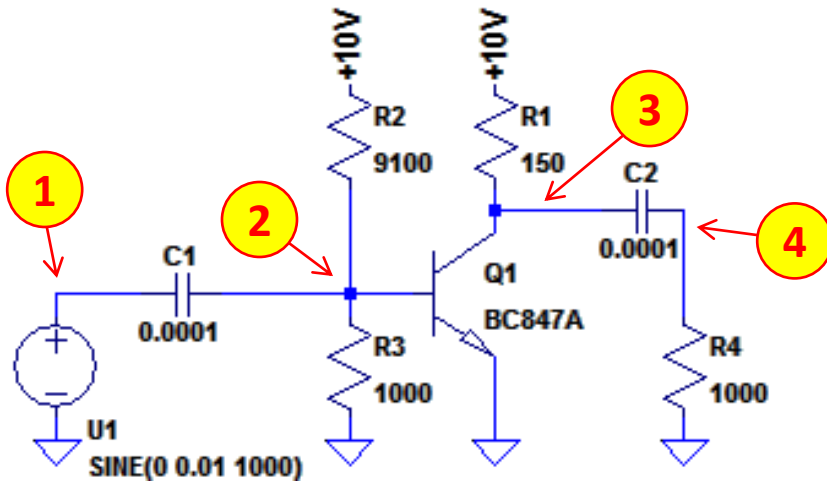 +10V
+10V
R2
9100
R1
150
3
1
2
C2
0.0001
4
C1
0.0001
Q1
BC847A
R3
1000
R4
1000
U1
SINE(0 0.01 1000)